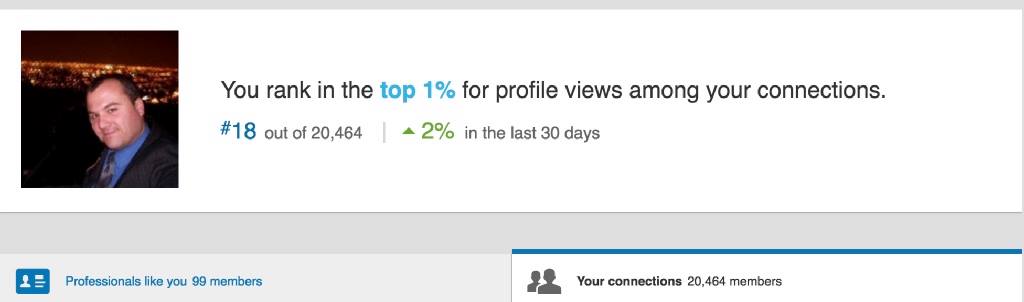 You rank in the top 1% for profile views among your connections.
#18 out of 20,464 | ▲ 2% in the last 30 days
Professionals like you 99 members
Your connections 20,464 members